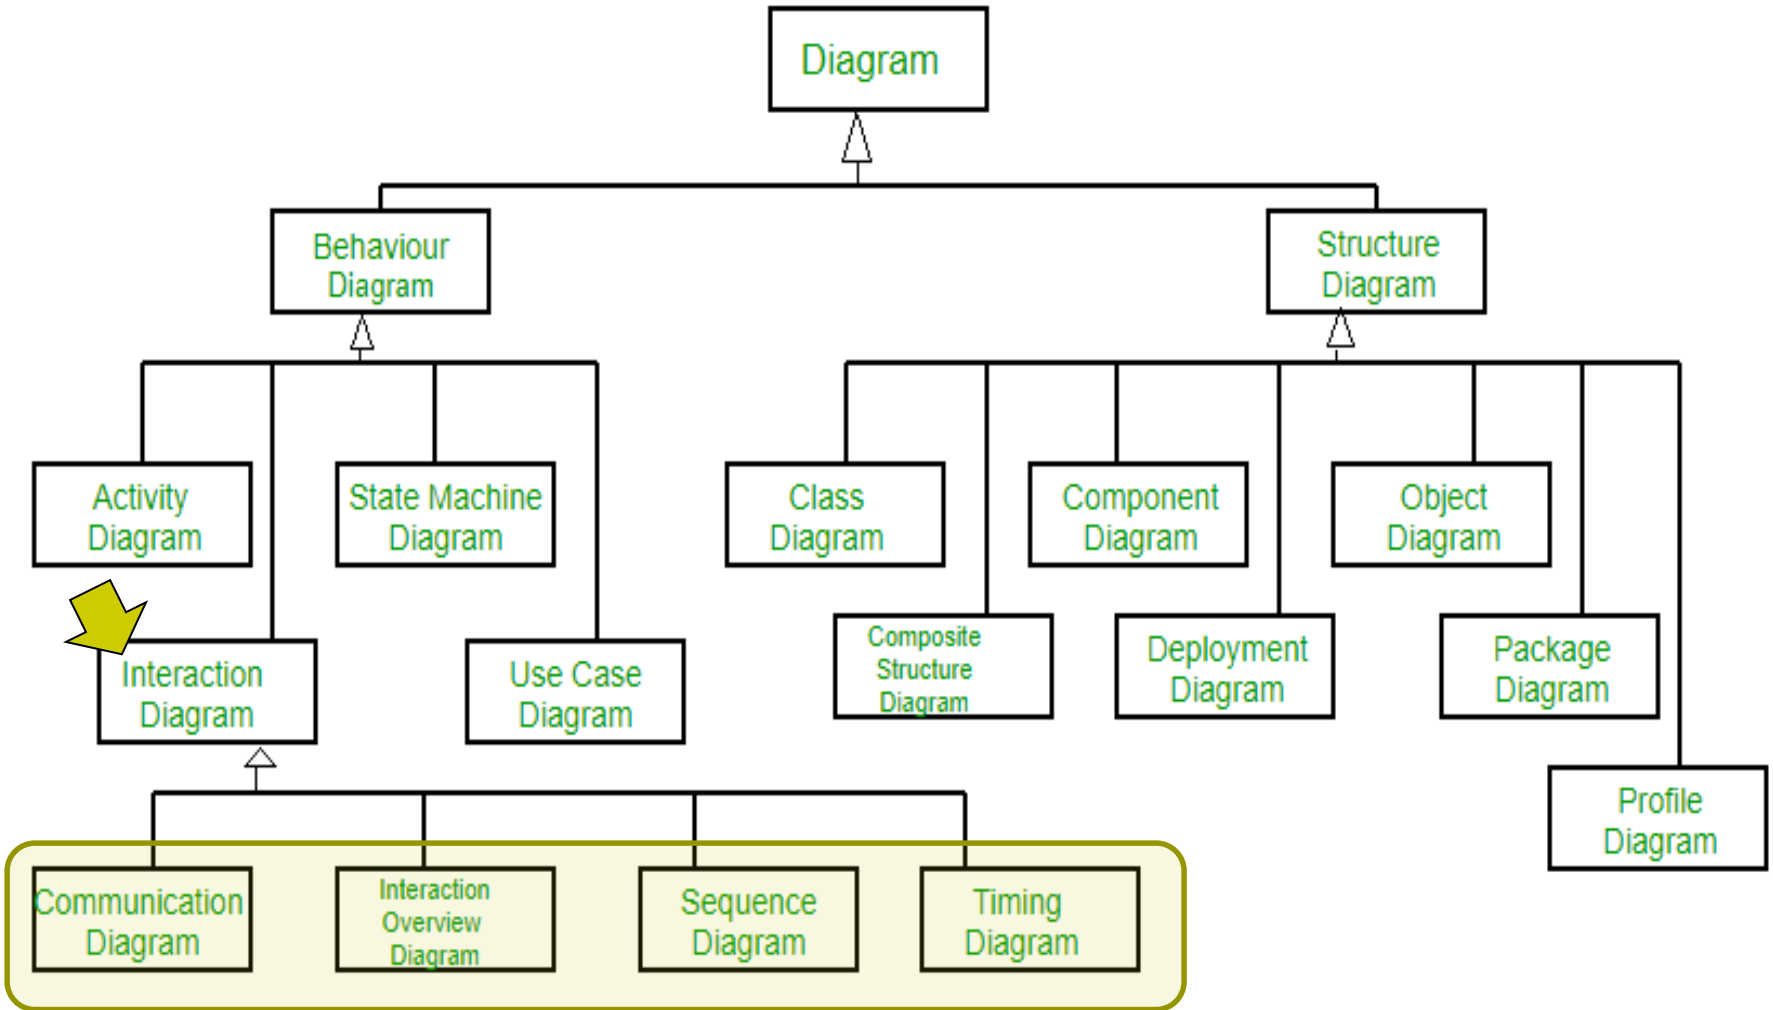 Diagram
Behaviour
Diagram
Structure
Diagram
Activity
Diagram
State Machine
Diagram
Class
Diagram
Component
Diagram
Object
Diagram
Interaction
Diagram
Use Case
Diagram
Composite
Structure
Diagram
Deployment
Diagram
Package
Diagram
Profile
Diagram
Communication
Diagram
Interaction
Overview
Diagram
Sequence
Diagram
Timing
Diagram